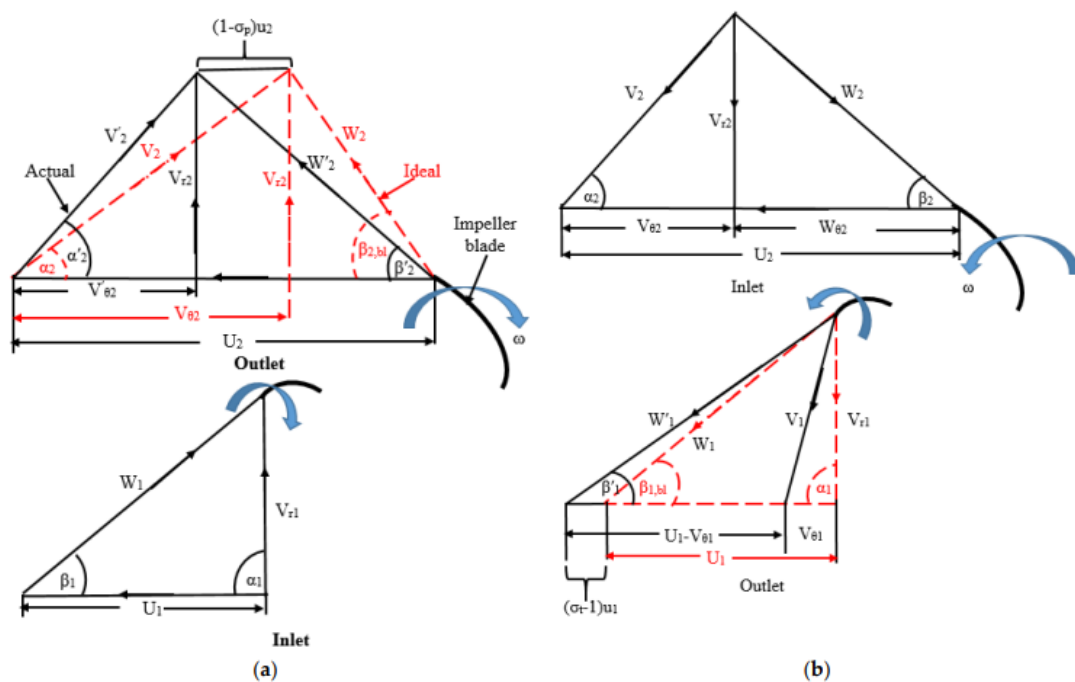 (1-σp)u2
V'2
V2
W2
W'2
Actual
Ideal
Vr2
Vr2
Impeller
blade
α2
α'2
β2,bl
β'2
V'θ2
Vθ2
U2
ω
Outlet
W1
Vr1
β1
α1
U1
Inlet
(a)
V2
W2
Vr2
α2
β2
Vθ2
Wθ2
U2
Inlet
ω
W'1
W1
V1
Vr1
β'1
β1,bl
α1
U1-Vθ1
Vθ1
U1
Outlet
(σt-1)u1
(b)